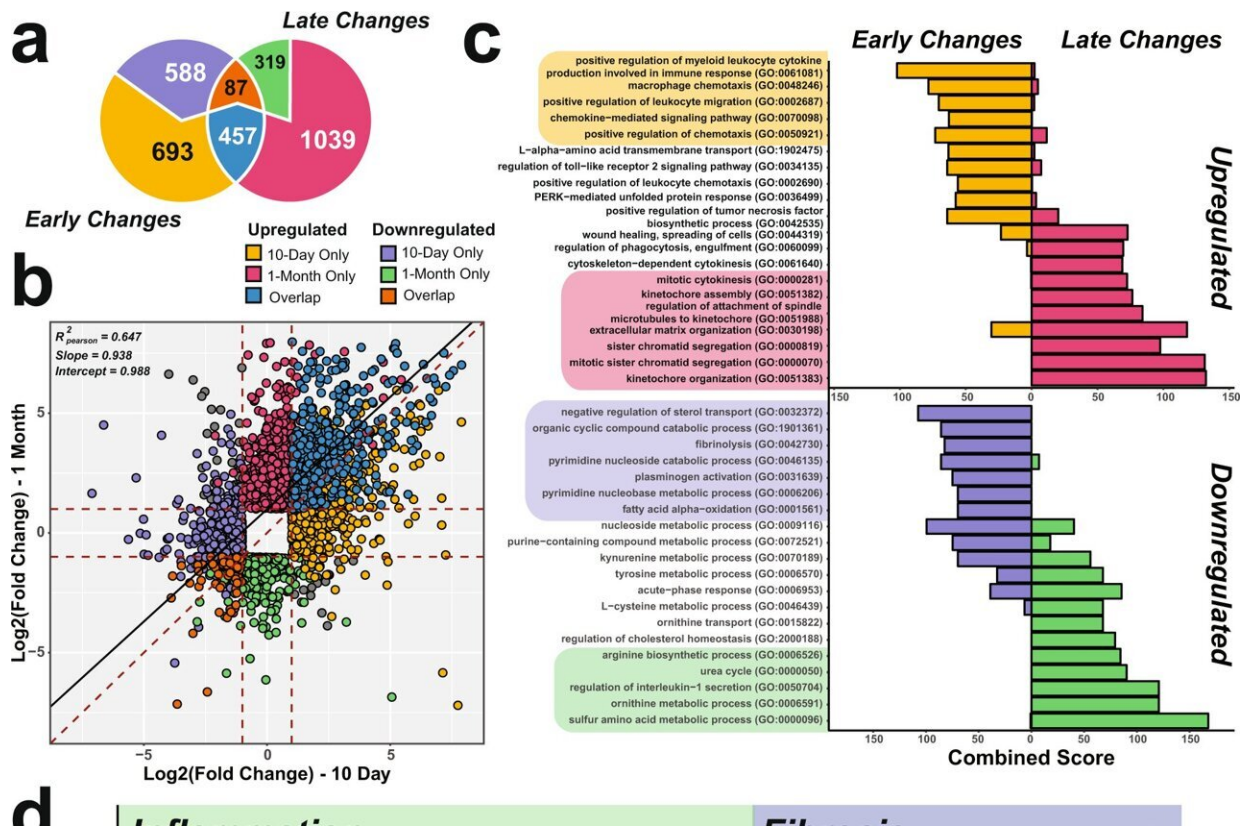 a
Late Changes
588
319
87
457
693
1039
Early Changes
Upregulated
Downregulated
10-Day Only
10-Day Only
1-Month Only
1-Month Only
Overlap
Overlap
b
R²pearson = 0.647
Slope = 0.938
Intercept = 0.988
Log2(Fold Change) - 1 Month
5
0
−5
−5
0
5
Log2(Fold Change) - 10 Day
c
Early Changes
Late Changes
positive regulation of myeloid leukocyte cytokine
production involved in immune response (GO:0061081)
macrophage chemotaxis (GO:0048246)
positive regulation of leukocyte migration (GO:0002687)
chemokine−mediated signaling pathway (GO:0070098)
positive regulation of chemotaxis (GO:0050921)
L−alpha−amino acid transmembrane transport (GO:1902475)
regulation of toll−like receptor 2 signaling pathway (GO:0034135)
positive regulation of leukocyte chemotaxis (GO:0002690)
PERK−mediated unfolded protein response (GO:0036499)
positive regulation of tumor necrosis factor
biosynthetic process (GO:0042535)
wound healing, spreading of cells (GO:0044319)
regulation of phagocytosis, engulfment (GO:0060099)
cytoskeleton−dependent cytokinesis (GO:0061640)
mitotic cytokinesis (GO:0000281)
kinetochore assembly (GO:0051382)
regulation of attachment of spindle
microtubules to kinetochore (GO:0051988)
extracellular matrix organization (GO:0030198)
sister chromatid segregation (GO:0000819)
mitotic sister chromatid segregation (GO:0000070)
kinetochore organization (GO:0051383)
Upregulated
150
100
50
0
50
100
150
negative regulation of sterol transport (GO:0032372)
organic cyclic compound catabolic process (GO:1901361)
fibrinolysis (GO:0042730)
pyrimidine nucleoside catabolic process (GO:0046135)
plasminogen activation (GO:0031639)
pyrimidine nucleobase metabolic process (GO:0006206)
fatty acid alpha−oxidation (GO:0001561)
nucleoside metabolic process (GO:0009116)
purine−containing compound metabolic process (GO:0072521)
kynurenine metabolic process (GO:0070189)
tyrosine metabolic process (GO:0006570)
acute−phase response (GO:0006953)
L−cysteine metabolic process (GO:0046439)
ornithine transport (GO:0015822)
regulation of cholesterol homeostasis (GO:2000188)
arginine biosynthetic process (GO:0006526)
urea cycle (GO:0000050)
regulation of interleukin−1 secretion (GO:0050704)
ornithine metabolic process (GO:0006591)
sulfur amino acid metabolic process (GO:0000096)
Downregulated
150
100
50
0
50
100
150
Combined Score
d